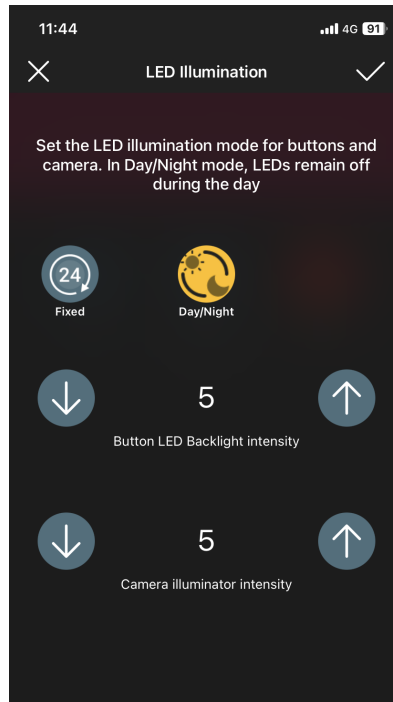 11:44
4G 91
LED Illumination
Set the LED illumination mode for buttons and
camera. In Day/Night mode, LEDs remain off
during the day
24
Fixed
Day/Night
5
Button LED Backlight intensity
5
Camera illuminator intensity